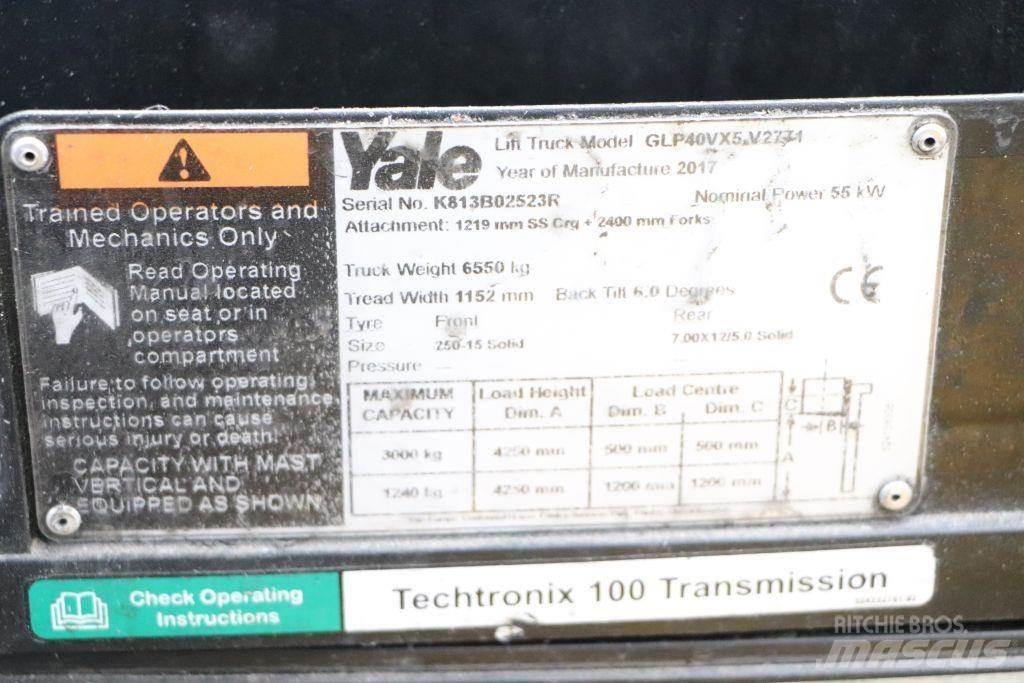 Trained Operators and
Mechanics Only
Read Operating
Manual located
on seat or in
operators
compartment
Failure to follow operating
inspection, and maintenance
instructions can cause
serious injury or death!
CAPACITY WITH MAST
VERTICAL AND
EQUIPPED AS SHOWN
Yale
Lift Truck Model GLP40VX5 V2771
Year of Manufacture 2017
Serial No. K813B02523R Nominal Power 55 kW
Attachment: 1219 mm SS Crg + 2400 mm Forks
Truck Weight 6550 kg
Tread Width 1152 mm Back Tilt 6.0 Degrees
CE
Tyre Front Rear
Size 250-15 Solid 7.00X12/5.0 Solid
Pressure
MAXIMUM CAPACITY Load Height Dim. A Load Centre Dim. B Dim. C
3000 kg 4250 mm 500 mm 500 mm
1240 kg 4250 mm 1200 mm 1200 mm
C
B
A
Check Operating
Instructions
Techtronix 100 Transmission
RITCHIE BROS.
MASCUS